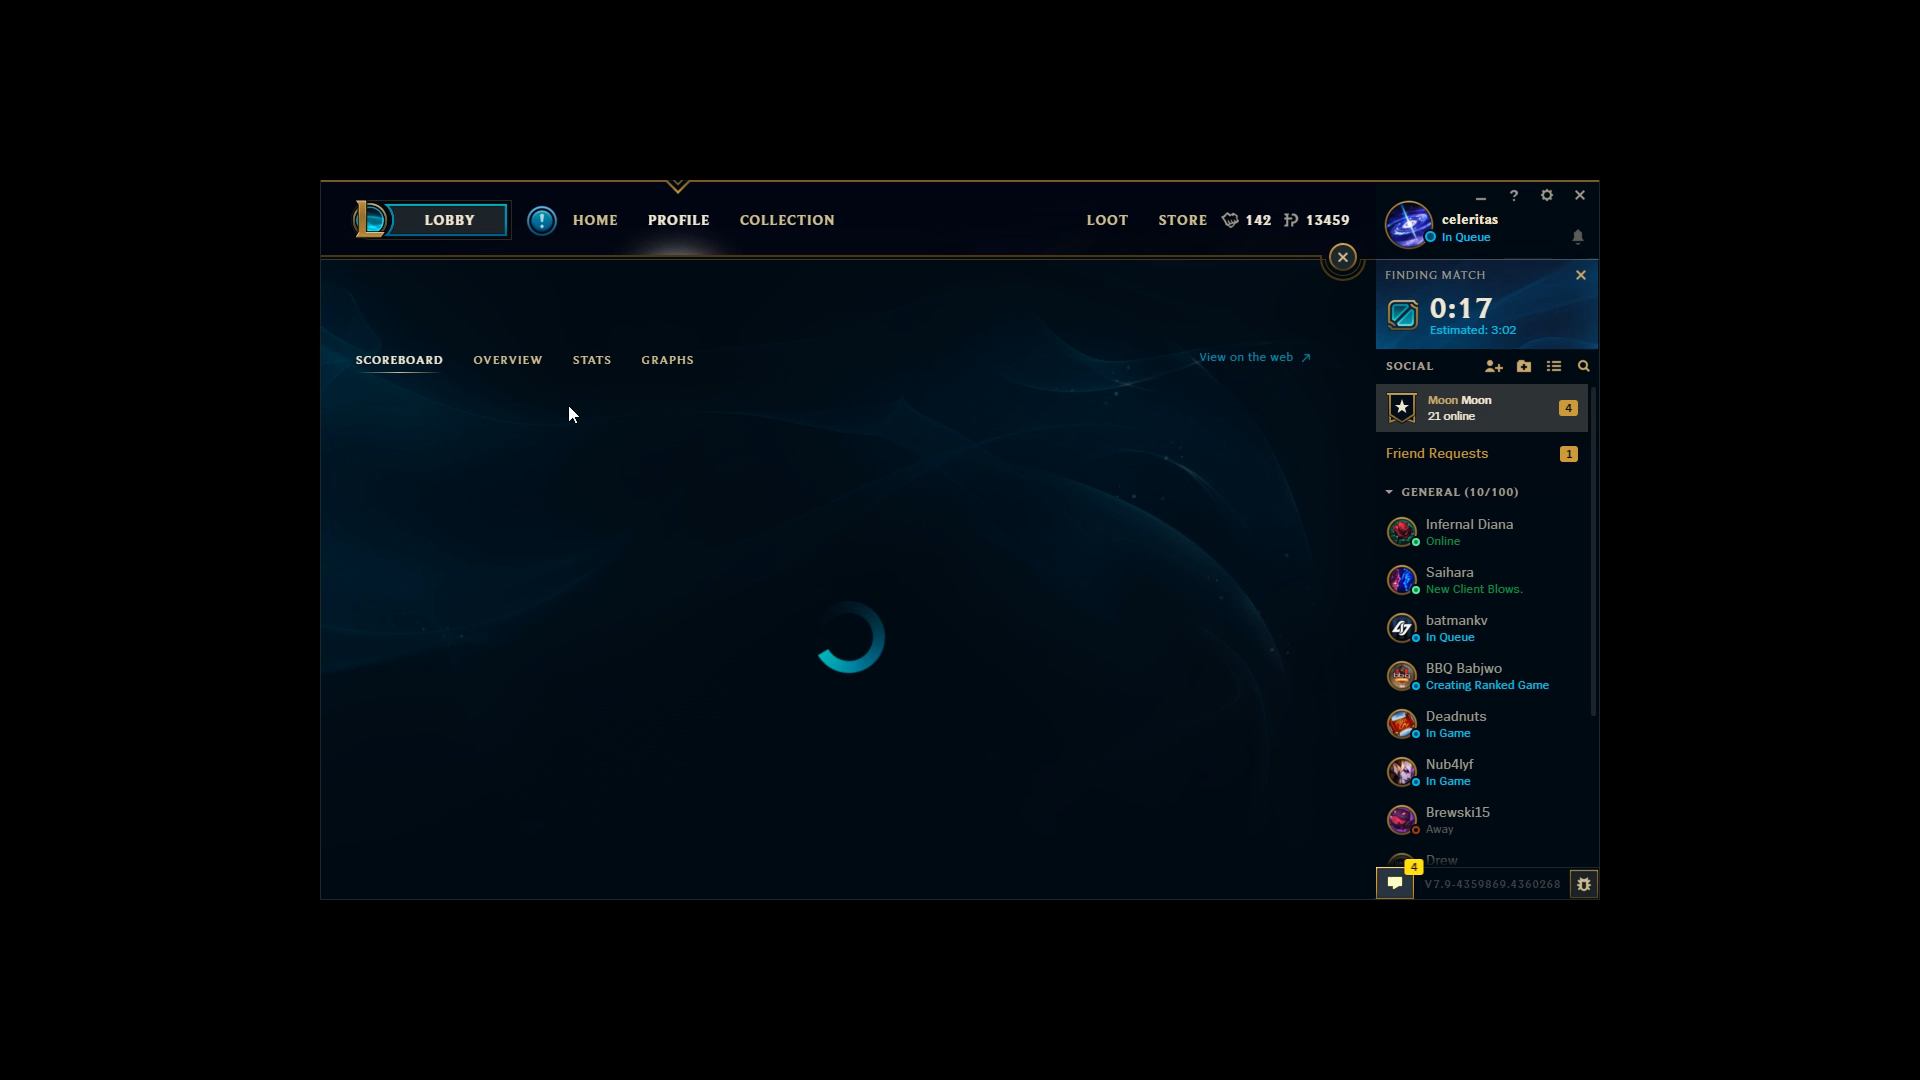 LOBBY
HOME
PROFILE
COLLECTION
LOOT
STORE
142
13459
?
celeritas
In Queue
FINDING MATCH
0:17
Estimated: 3:02
SCOREBOARD
OVERVIEW
STATS
GRAPHS
View on the web
SOCIAL
Moon Moon
21 online
4
Friend Requests
1
GENERAL (10/100)
Infernal Diana
Online
Saihara
New Client Blows.
batmankv
In Queue
BBQ Babjwo
Creating Ranked Game
Deadnuts
In Game
Nub4lyf
In Game
Brewski15
Away
Drew
4
V7.9-4359869.4360268